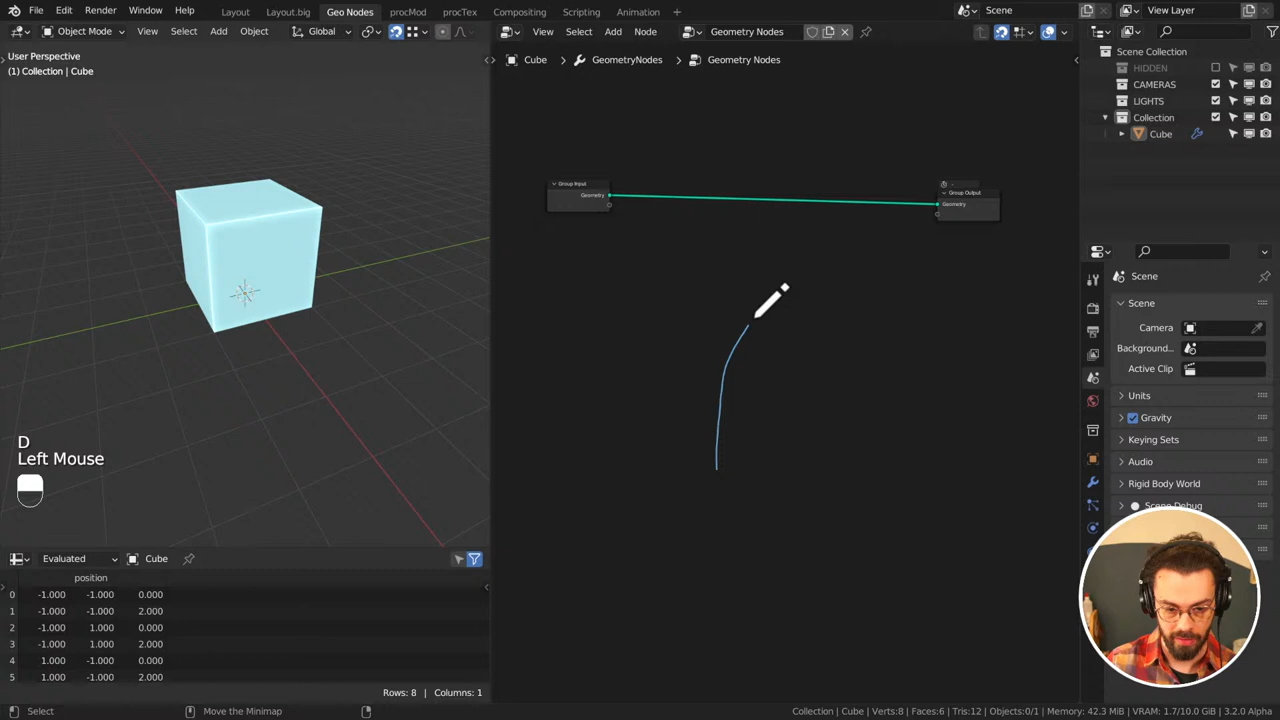 File Edit Render Window Help Layout Layout.big Geo Nodes procMod procTex Compositing Scripting Animation + Scene View Layer
Object Mode View Select Add Object Global View Select Add Node Geometry Nodes
User Perspective
(1) Collection | Cube
Cube > GeometryNodes > Geometry Nodes
Scene Collection
HIDDEN
CAMERAS
LIGHTS
Collection
Cube
Group Input
Geometry
Group Output
Geometry
Scene
Scene
Camera
Background...
Active Clip
Units
Gravity
Keying Sets
Audio
Rigid Body World
Scene Debug
D
Left Mouse
Evaluated Cube
position
0 -1.000 -1.000 0.000
1 -1.000 -1.000 2.000
2 -1.000 1.000 0.000
3 -1.000 1.000 2.000
4 1.000 -1.000 0.000
5 1.000 -1.000 2.000
Rows: 8 | Columns: 1
Select Move the Minimap Collection | Cube | Verts:8 | Faces:6 | Tris:12 | Objects:0/1 | Memory: 42.3 MiB | VRAM: 1.7/10.0 GiB | 3.2.0 Alpha